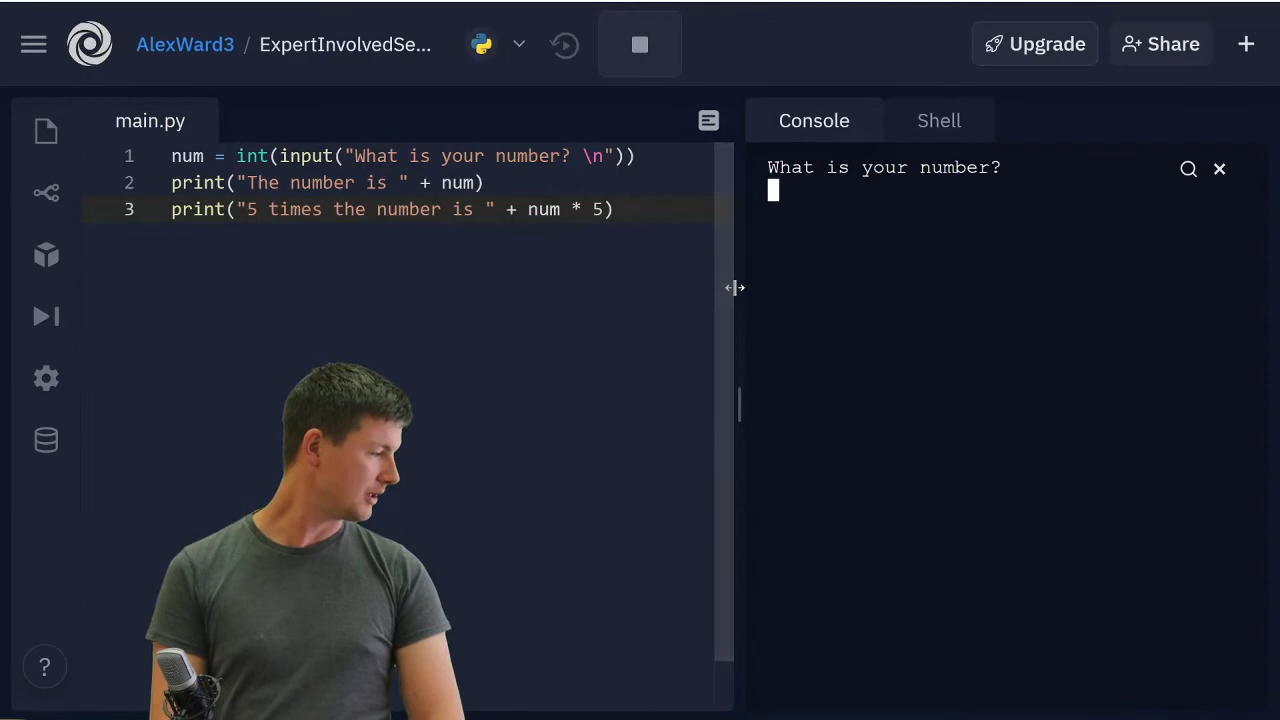 AlexWard3 / ExpertInvolvedSe...
Upgrade
Share
main.py
1 num = int(input("What is your number? \n"))
2 print("The number is " + num)
3 print("5 times the number is " + num * 5)
Console
Shell
What is your number?
?